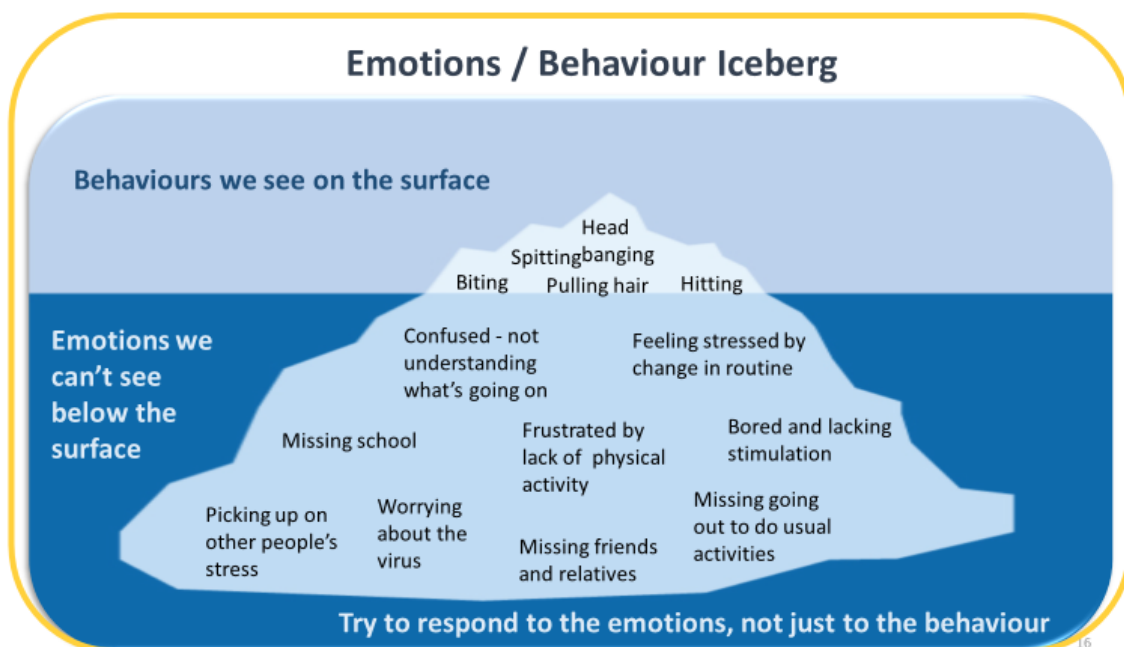 Emotions / Behaviour Iceberg
Behaviours we see on the surface
Head
banging
Spitting
Biting
Pulling hair
Hitting
Emotions we
can't see
below the
surface
Confused - not
understanding
what's going on
Feeling stressed by
change in routine
Missing school
Frustrated by
lack of physical
activity
Bored and lacking
stimulation
Picking up on
other people's
stress
Worrying
about the
virus
Missing friends
and relatives
Missing going
out to do usual
activities
Try to respond to the emotions, not just to the behaviour
16